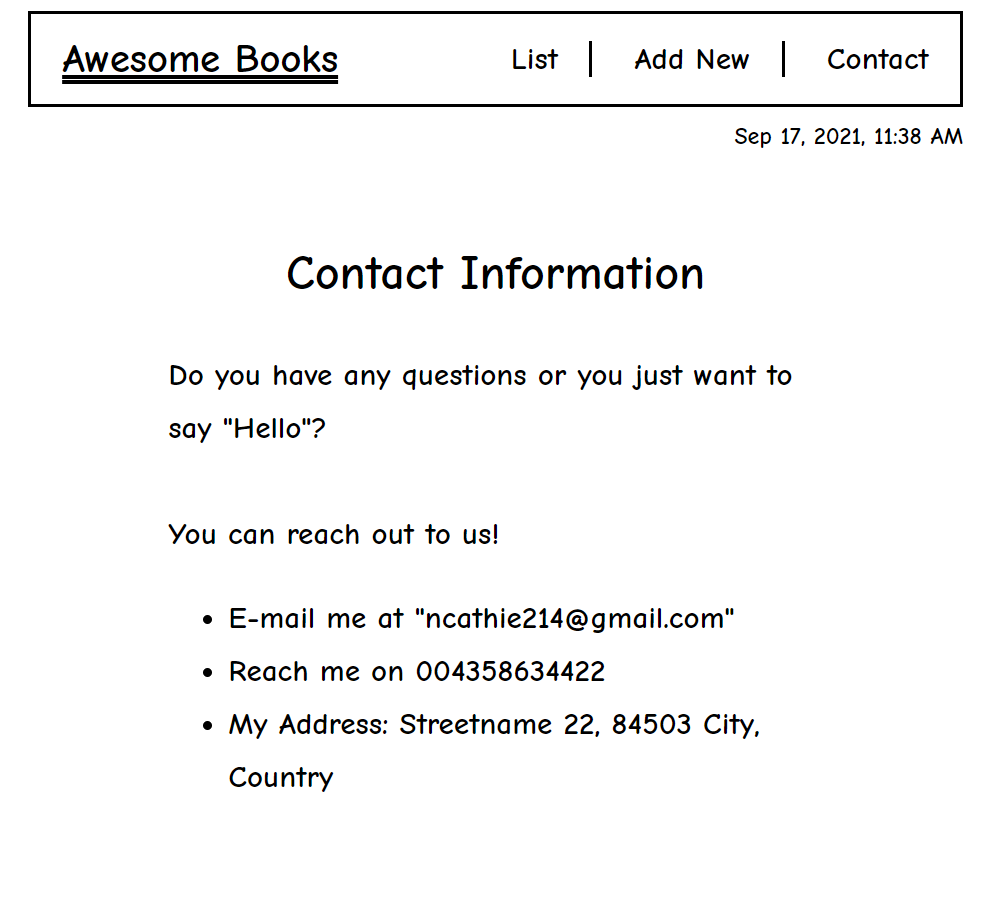 Awesome Books
List
Add New
Contact
Sep 17, 2021, 11:38 AM
Contact Information
Do you have any questions or you just want to
say "Hello"?
You can reach out to us!
E-mail me at "ncathie214@gmail.com"
Reach me on 004358634422
My Address: Streetname 22, 84503 City,
Country